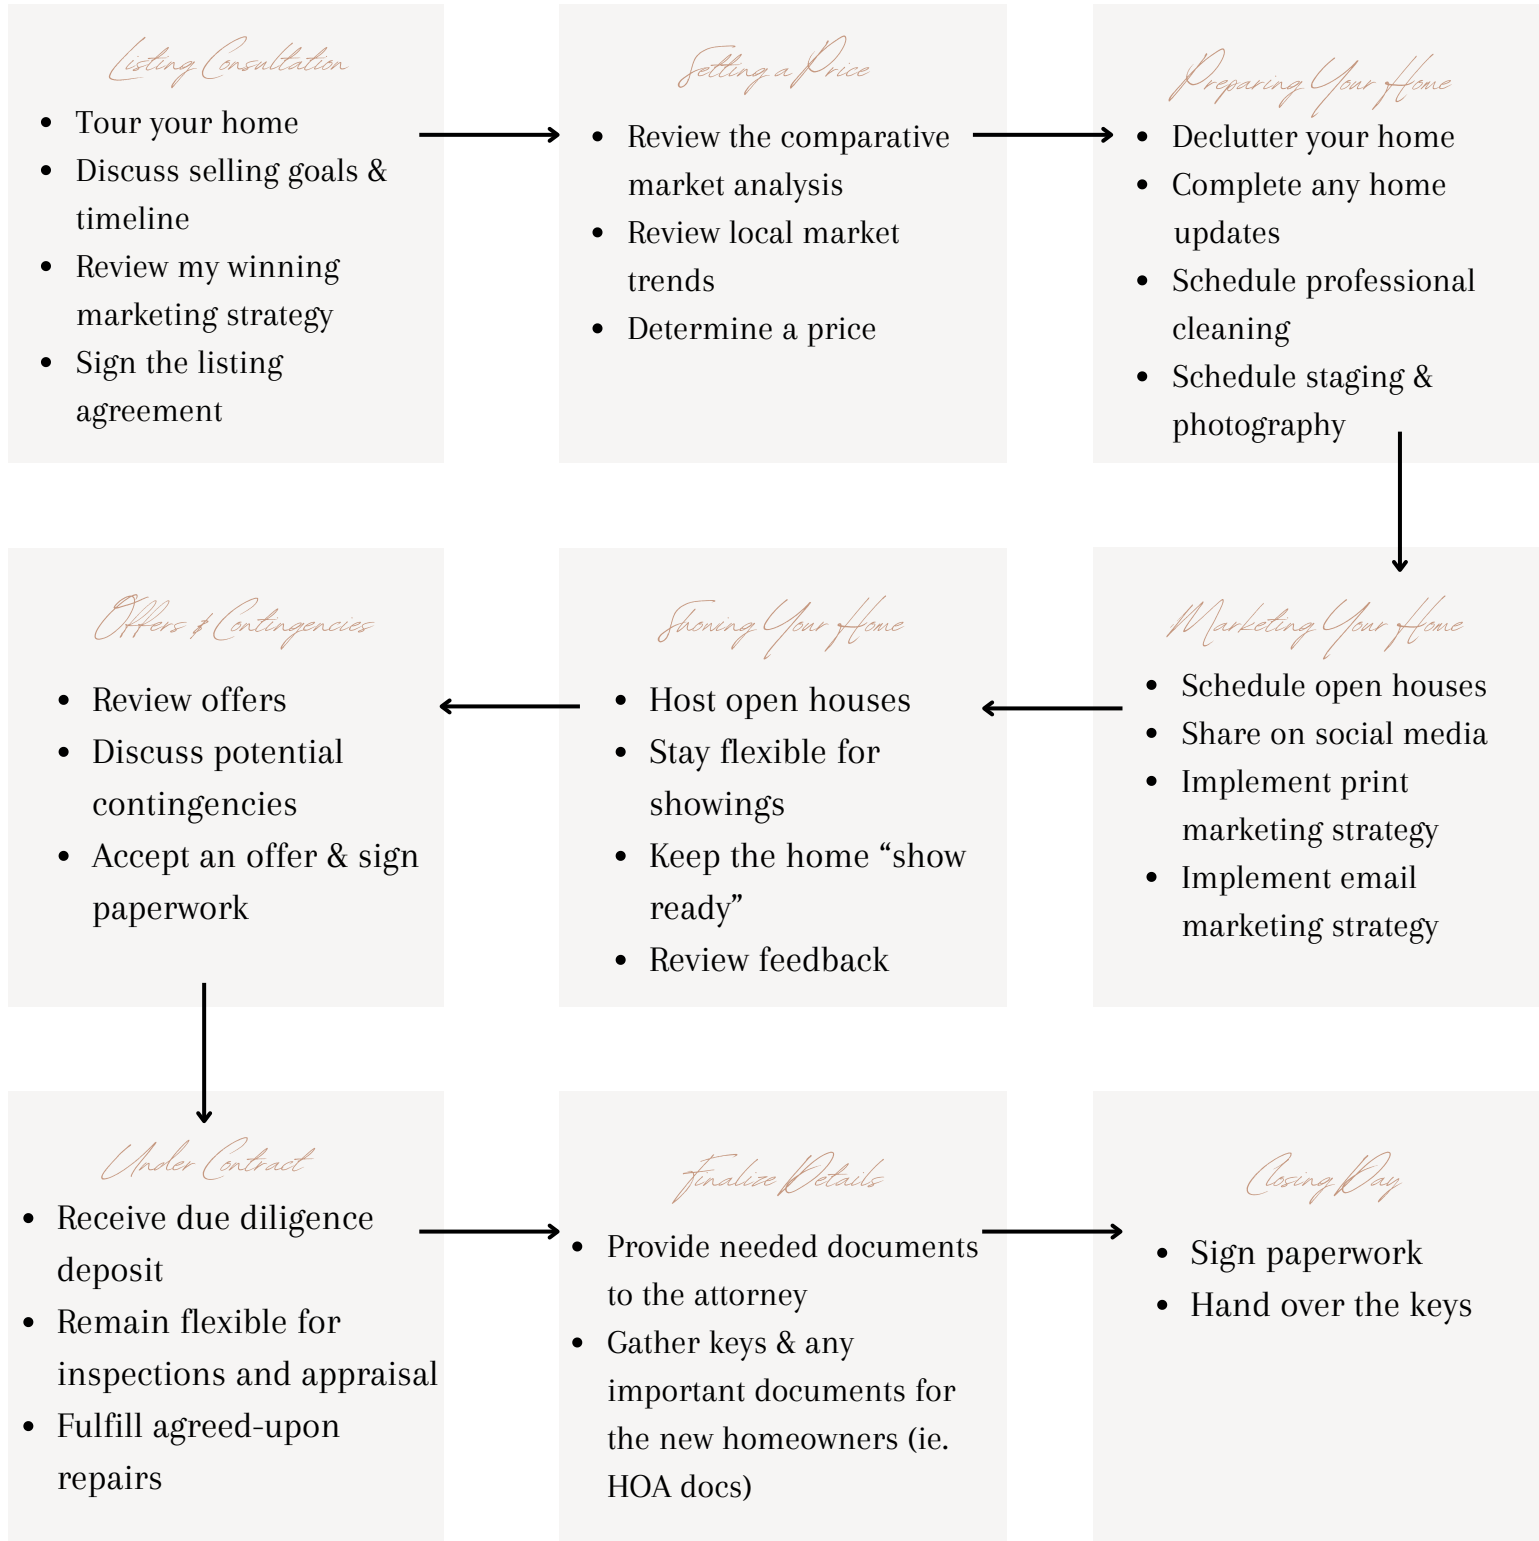 Listing Consultation
• Tour your home
• Discuss selling goals &
timeline
• Review my winning
marketing strategy
• Sign the listing
agreement
Setting a Price
• Review the comparative
market analysis
• Review local market
trends
• Determine a price
Preparing Your Home
• Declutter your home
• Complete any home
updates
• Schedule professional
cleaning
• Schedule staging &
photography
Marketing Your Home
• Schedule open houses
• Share on social media
• Implement print
marketing strategy
• Implement email
marketing strategy
Showing Your Home
• Host open houses
• Stay flexible for
showings
• Keep the home “show
ready”
• Review feedback
Offers & Contingencies
• Review offers
• Discuss potential
contingencies
• Accept an offer & sign
paperwork
Under Contract
• Receive due diligence
deposit
• Remain flexible for
inspections and appraisal
• Fulfill agreed-upon
repairs
Finalize Details
• Provide needed documents
to the attorney
• Gather keys & any
important documents for
the new homeowners (ie.
HOA docs)
Closing Day
• Sign paperwork
• Hand over the keys